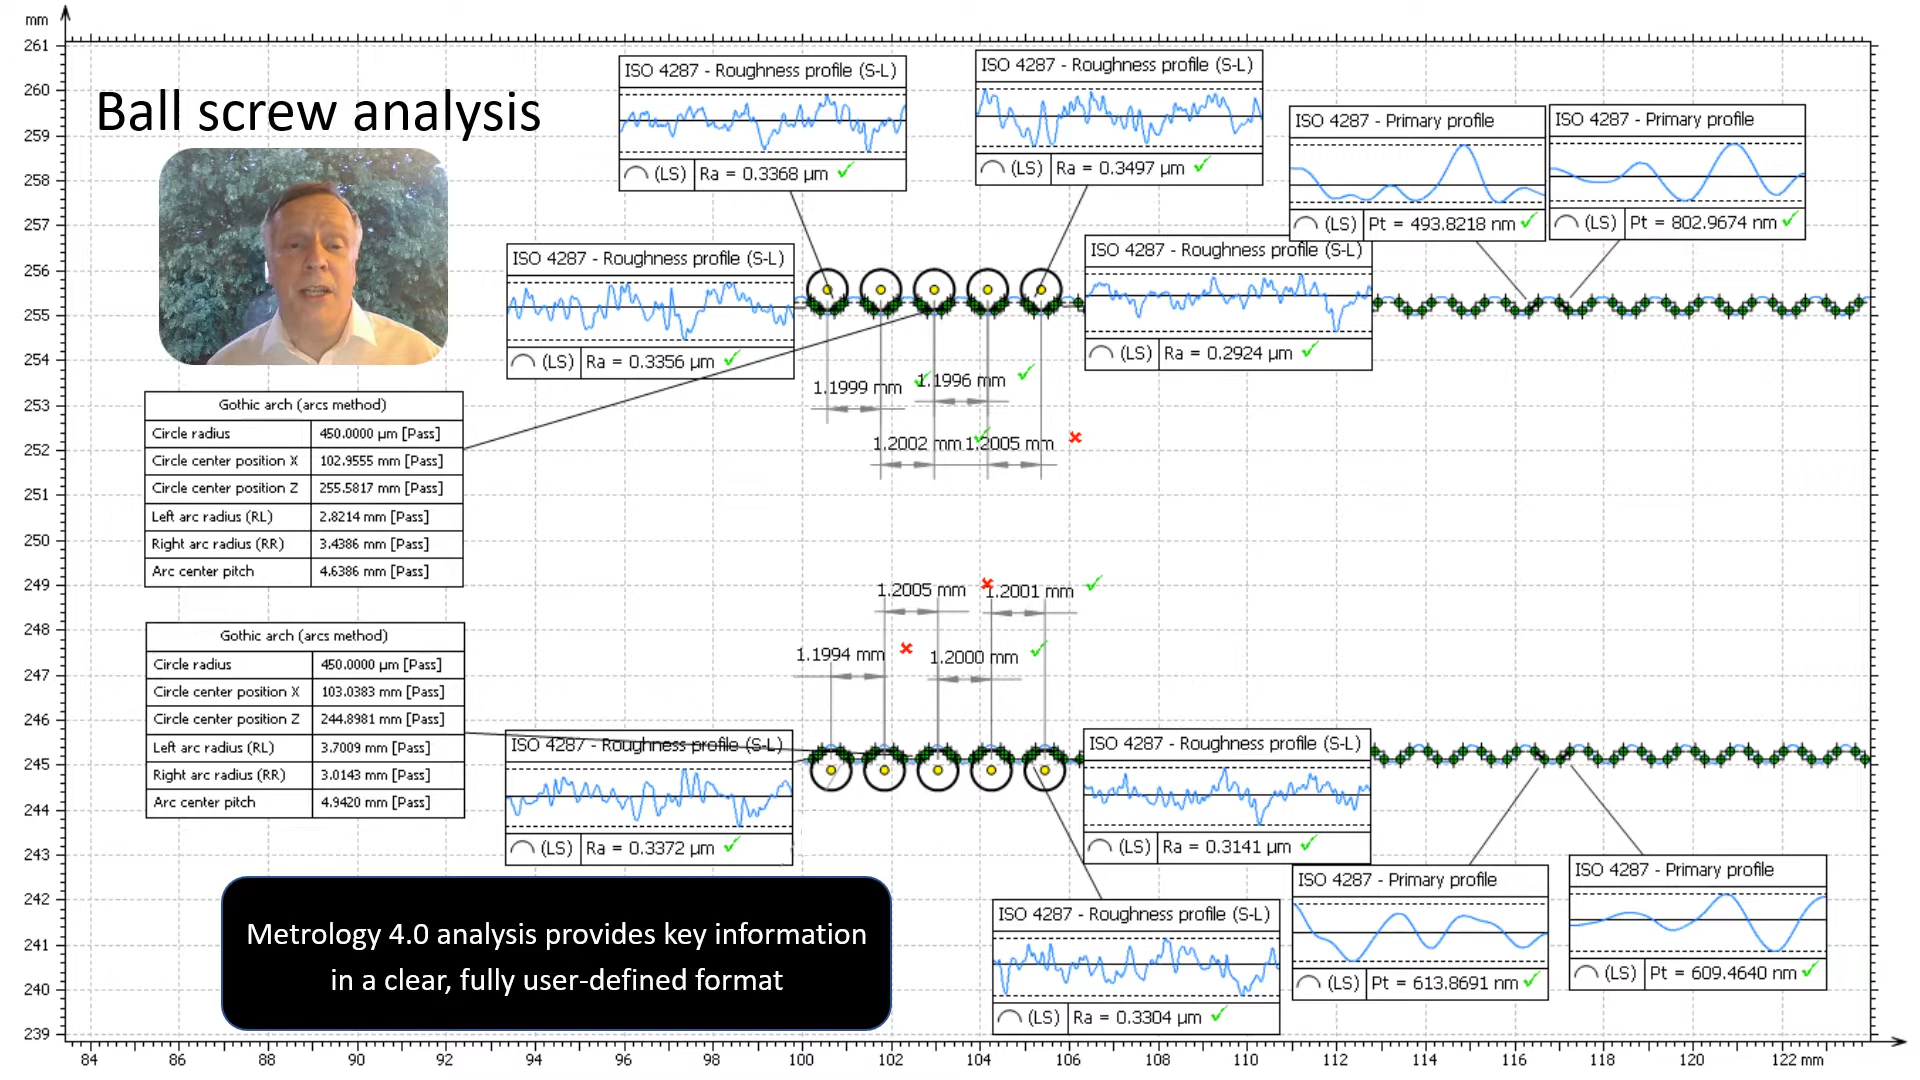 mm
261
260
259
258
257
256
255
254
253
252
251
250
249
248
247
246
245
244
243
242
241
240
239
Ball screw analysis
ISO 4287 - Roughness profile (S-L)
(LS) Ra = 0.3368 µm
ISO 4287 - Roughness profile (S-L)
(LS) Ra = 0.3497 µm
ISO 4287 - Primary profile
(LS) Pt = 493.8218 nm
ISO 4287 - Primary profile
(LS) Pt = 802.9674 nm
ISO 4287 - Roughness profile (S-L)
(LS) Ra = 0.3356 µm
ISO 4287 - Roughness profile (S-L)
(LS) Ra = 0.2924 µm
1.1999 mm
1.1996 mm
1.2002 mm
1.2005 mm
Gothic arch (arcs method)
Circle radius 450.0000 µm [Pass]
Circle center position X 102.9555 mm [Pass]
Circle center position Z 255.5817 mm [Pass]
Left arc radius (RL) 2.8214 mm [Pass]
Right arc radius (RR) 3.4386 mm [Pass]
Arc center pitch 4.6386 mm [Pass]
1.2005 mm
1.2001 mm
1.1994 mm
1.2000 mm
Gothic arch (arcs method)
Circle radius 450.0000 µm [Pass]
Circle center position X 103.0383 mm [Pass]
Circle center position Z 244.8981 mm [Pass]
Left arc radius (RL) 3.7009 mm [Pass]
Right arc radius (RR) 3.0143 mm [Pass]
Arc center pitch 4.9420 mm [Pass]
ISO 4287 - Roughness profile (S-L)
(LS) Ra = 0.3372 µm
ISO 4287 - Roughness profile (S-L)
(LS) Ra = 0.3141 µm
ISO 4287 - Roughness profile (S-L)
(LS) Ra = 0.3304 µm
ISO 4287 - Primary profile
(LS) Pt = 613.8691 nm
ISO 4287 - Primary profile
(LS) Pt = 609.4640 nm
Metrology 4.0 analysis provides key information
in a clear, fully user-defined format
84 86 88 90 92 94 96 98 100 102 104 106 108 110 112 114 116 118 120 122 mm